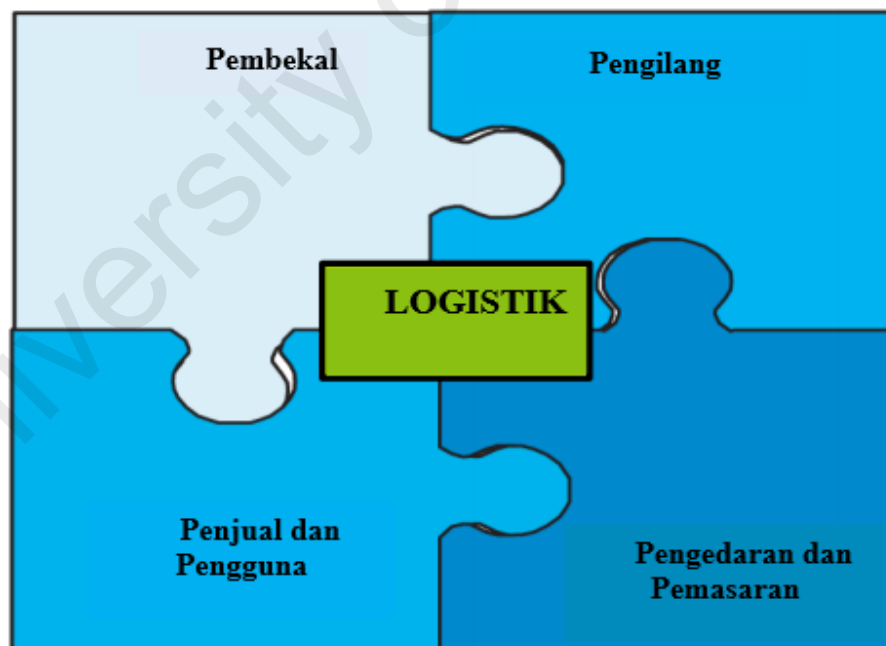 Pembekal
Pengilang
LOGISTIK
Penjual dan
Pengguna
Pengedaran dan
Pemasaran